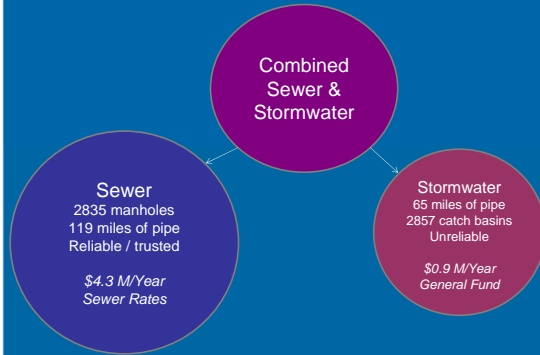 Combined
Sewer &
Stormwater
Sewer
2835 manholes
119 miles of pipe
Reliable / trusted
$4.3 M/Year
Sewer Rates
Stormwater
65 miles of pipe
2857 catch basins
Unreliable
$0.9 M/Year
General Fund